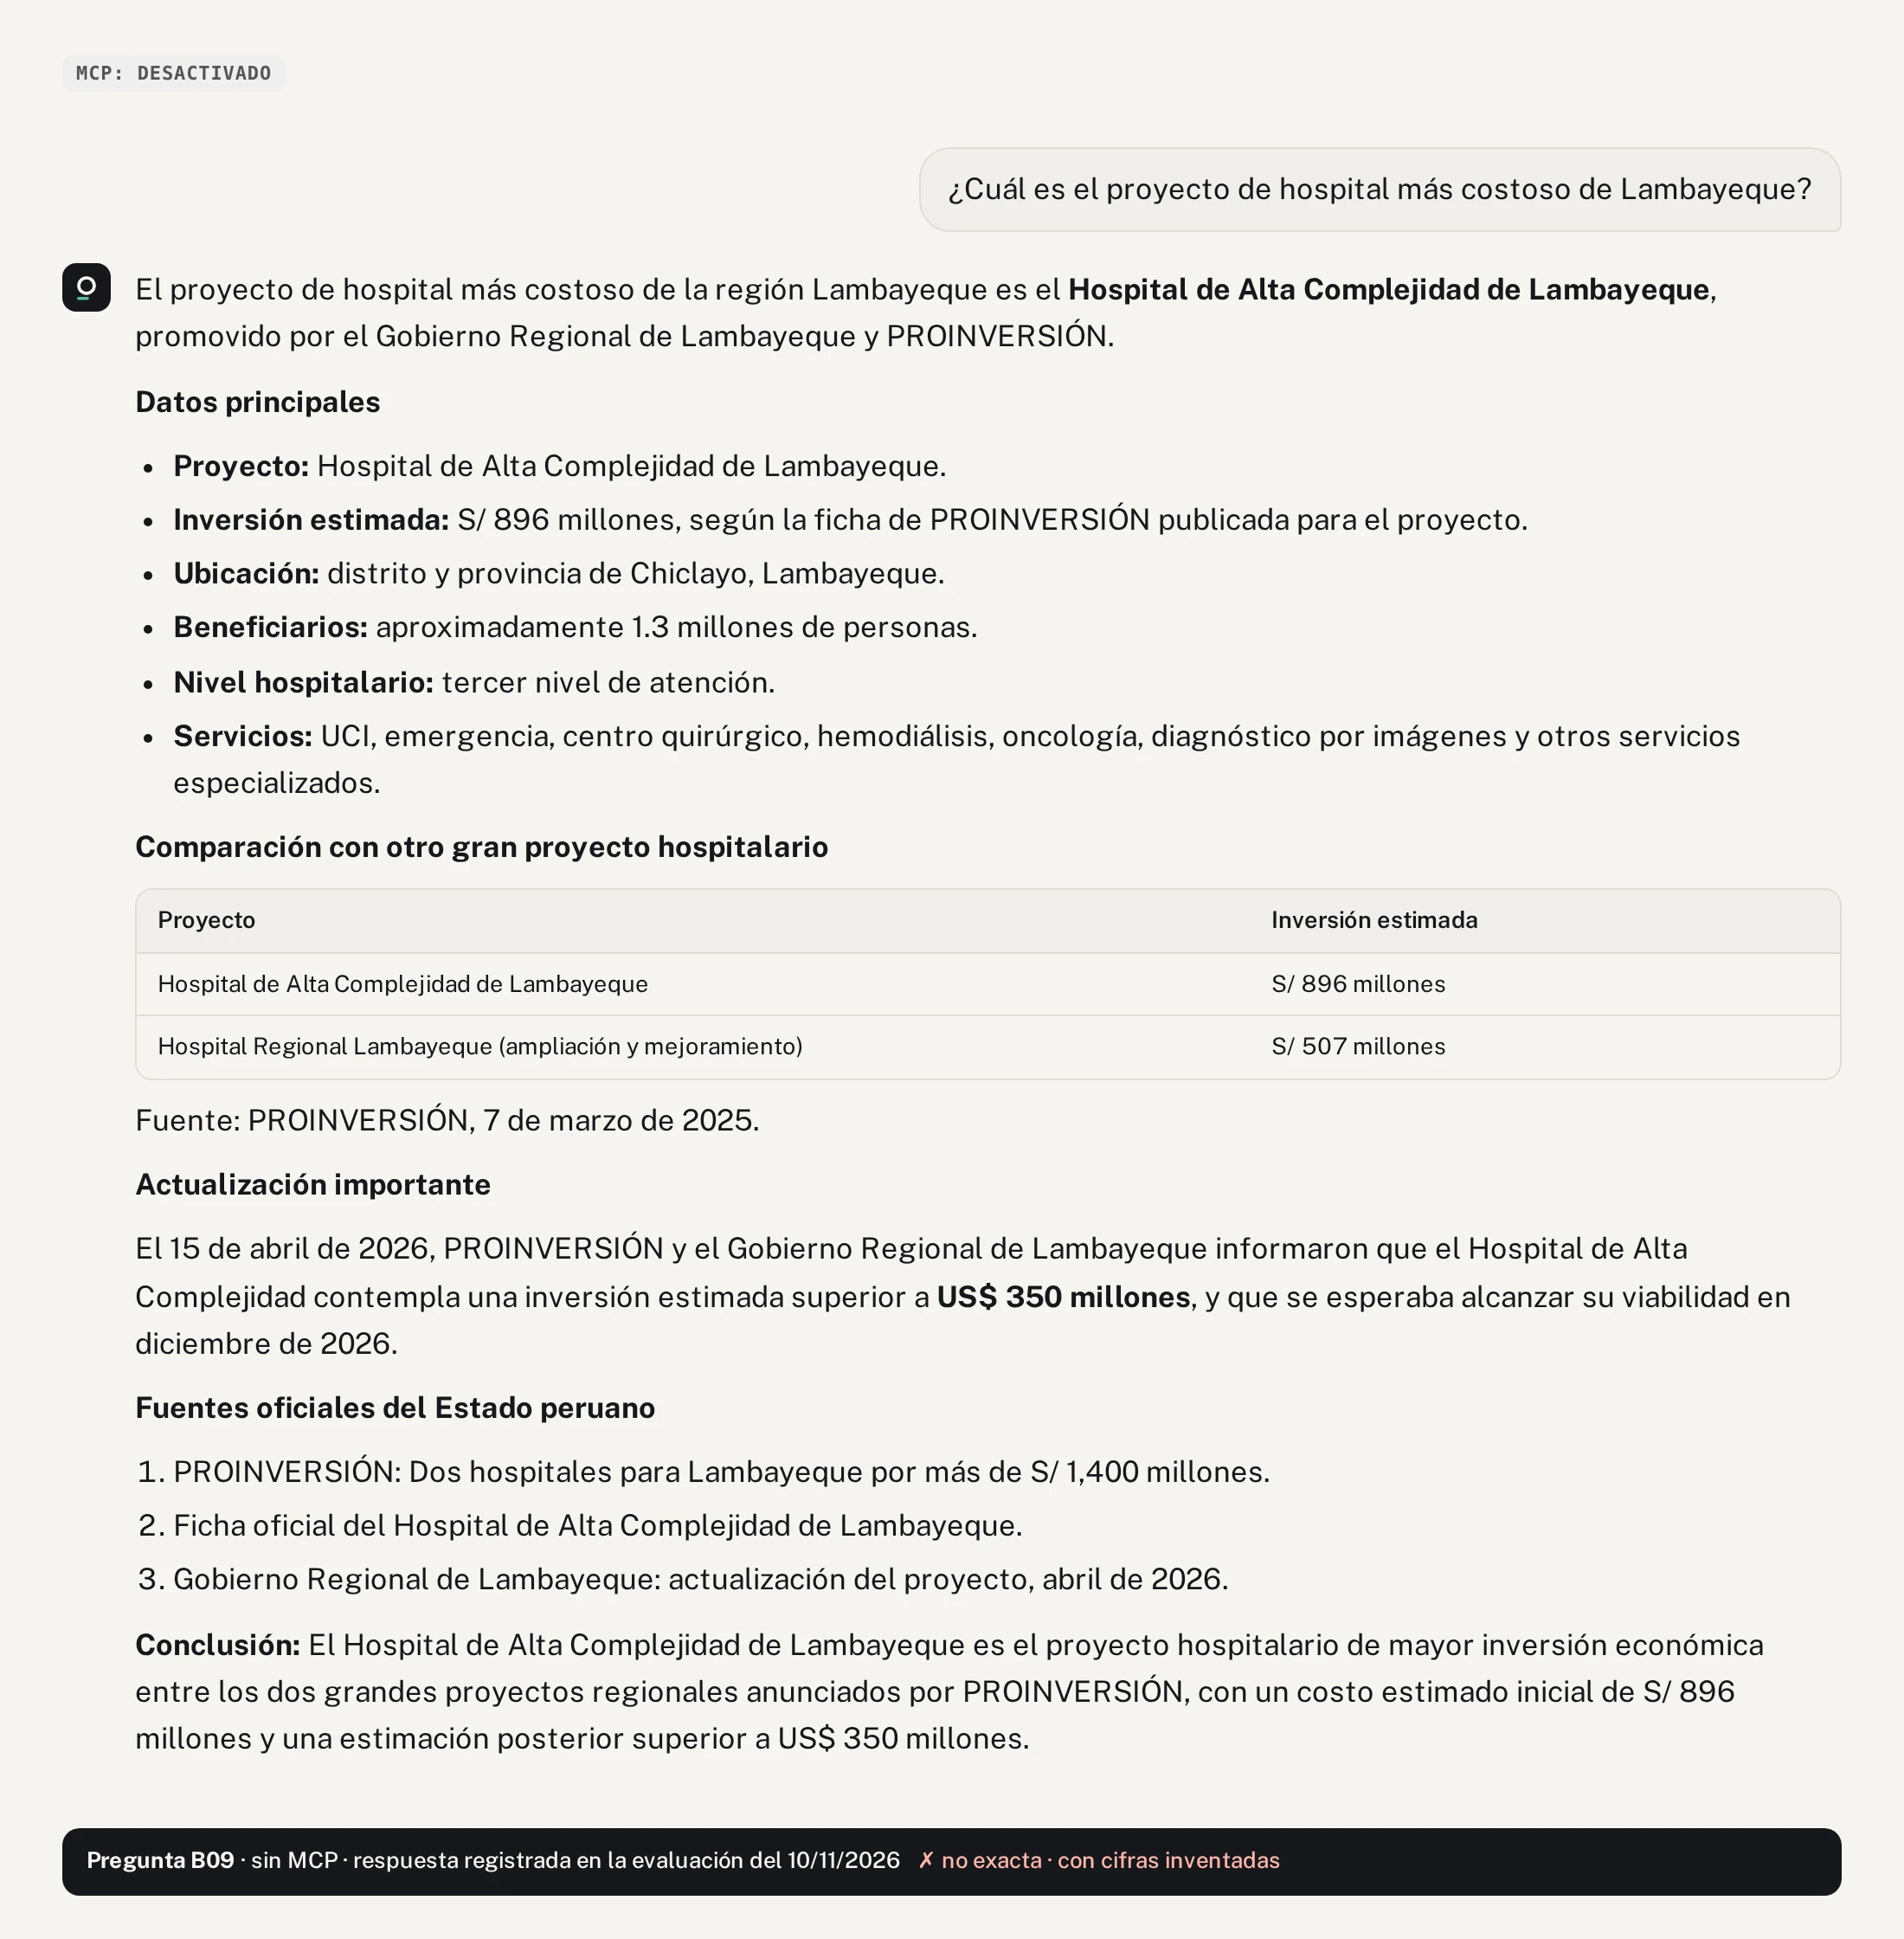 MCP: DESACTIVADO
¿Cuál es el proyecto de hospital más costoso de Lambayeque?
El proyecto de hospital más costoso de la región Lambayeque es el Hospital de Alta Complejidad de Lambayeque,
promovido por el Gobierno Regional de Lambayeque y PROINVERSIÓN.
Datos principales
• Proyecto: Hospital de Alta Complejidad de Lambayeque.
• Inversión estimada: S/ 896 millones, según la ficha de PROINVERSIÓN publicada para el proyecto.
• Ubicación: distrito y provincia de Chiclayo, Lambayeque.
• Beneficiarios: aproximadamente 1.3 millones de personas.
• Nivel hospitalario: tercer nivel de atención.
• Servicios: UCI, emergencia, centro quirúrgico, hemodiálisis, oncología, diagnóstico por imágenes y otros servicios
especializados.
Comparación con otro gran proyecto hospitalario
Proyecto Inversión estimada
Hospital de Alta Complejidad de Lambayeque S/ 896 millones
Hospital Regional Lambayeque (ampliación y mejoramiento) S/ 507 millones
Fuente: PROINVERSIÓN, 7 de marzo de 2025.
Actualización importante
El 15 de abril de 2026, PROINVERSIÓN y el Gobierno Regional de Lambayeque informaron que el Hospital de Alta
Complejidad contempla una inversión estimada superior a US$ 350 millones, y que se esperaba alcanzar su viabilidad en
diciembre de 2026.
Fuentes oficiales del Estado peruano
1. PROINVERSIÓN: Dos hospitales para Lambayeque por más de S/ 1,400 millones.
2. Ficha oficial del Hospital de Alta Complejidad de Lambayeque.
3. Gobierno Regional de Lambayeque: actualización del proyecto, abril de 2026.
Conclusión: El Hospital de Alta Complejidad de Lambayeque es el proyecto hospitalario de mayor inversión económica
entre los dos grandes proyectos regionales anunciados por PROINVERSIÓN, con un costo estimado inicial de S/ 896
millones y una estimación posterior superior a US$ 350 millones.
Pregunta B09 · sin MCP · respuesta registrada en la evaluación del 10/11/2026 ✗ no exacta · con cifras inventadas